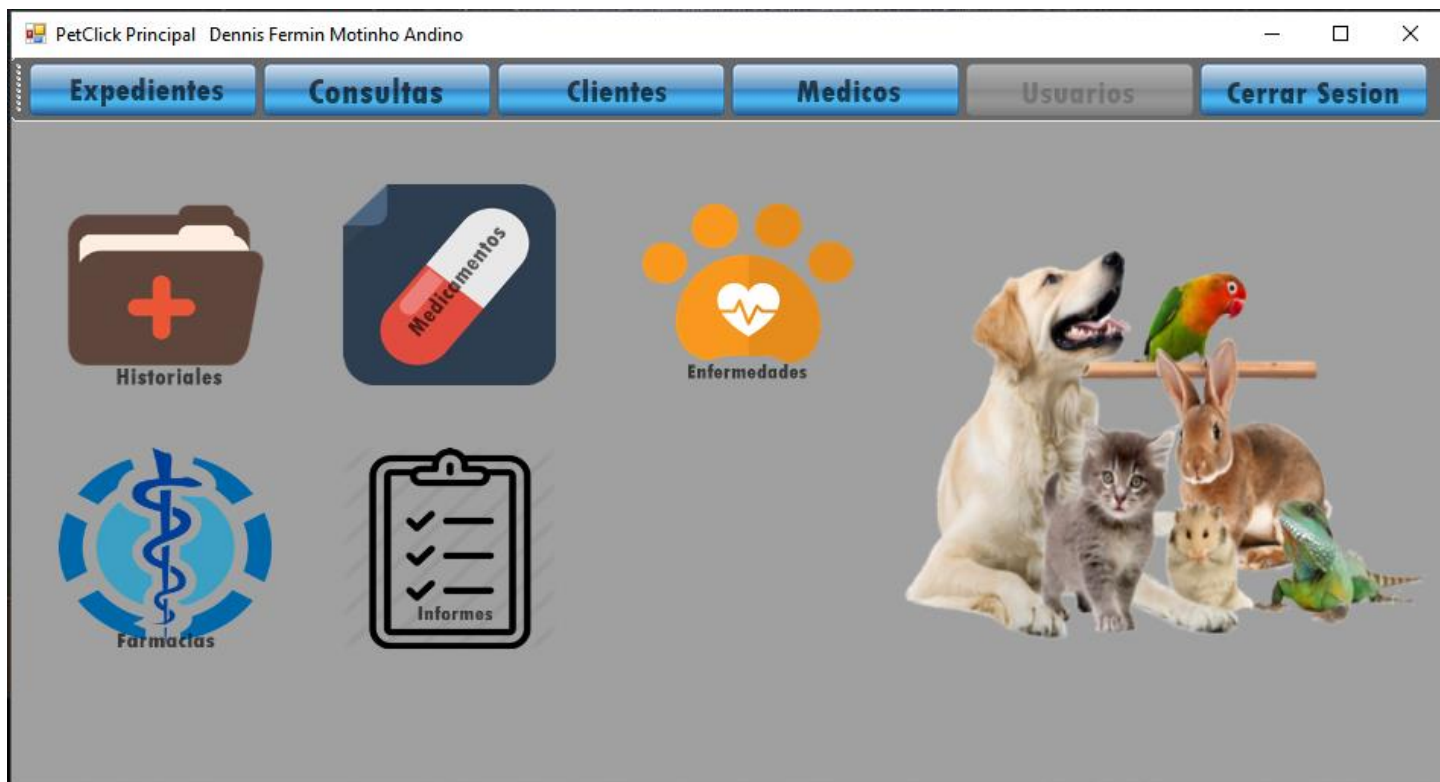 PetClick Principal Dennis Fermin Motinho Andino
Expedientes
Consultas
Clientes
Medicos
Usuarios
Cerrar Sesion
Historiales
Medicamentos
Enfermedades
Farmacias
Informes